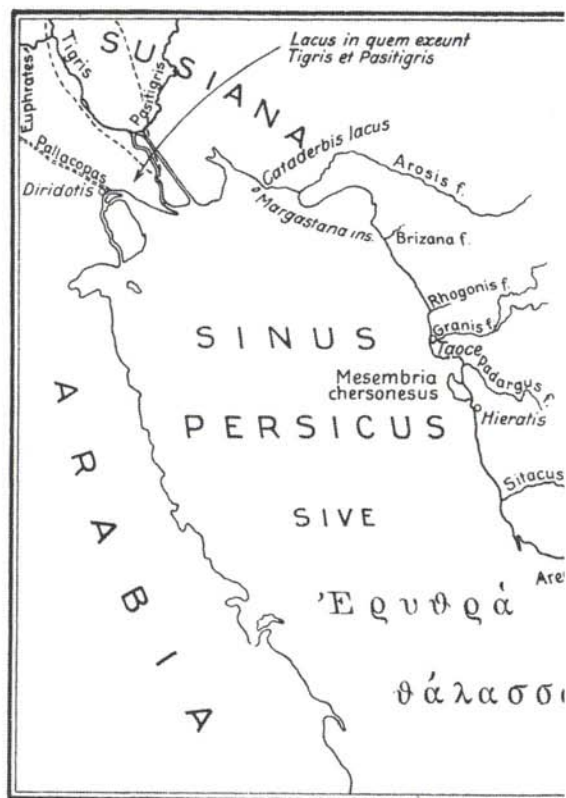 SUSIANA
Lacus in quem exeunt
Tigris et Pasitigris
Euphrates
Tigris
Pasitigris
Pallacopas
Diridotis
Cataderbis lacus
Margastana ins.
Arosis f.
Brizana f.
Rhogonis f.
Granis f.
Taoce
Padargus f.
Mesembria
chersonesus
Hieratis
Sitacus
SINUS
PERSICUS
SIVE
Ἐρυθρά
θάλασσ
ARABIA